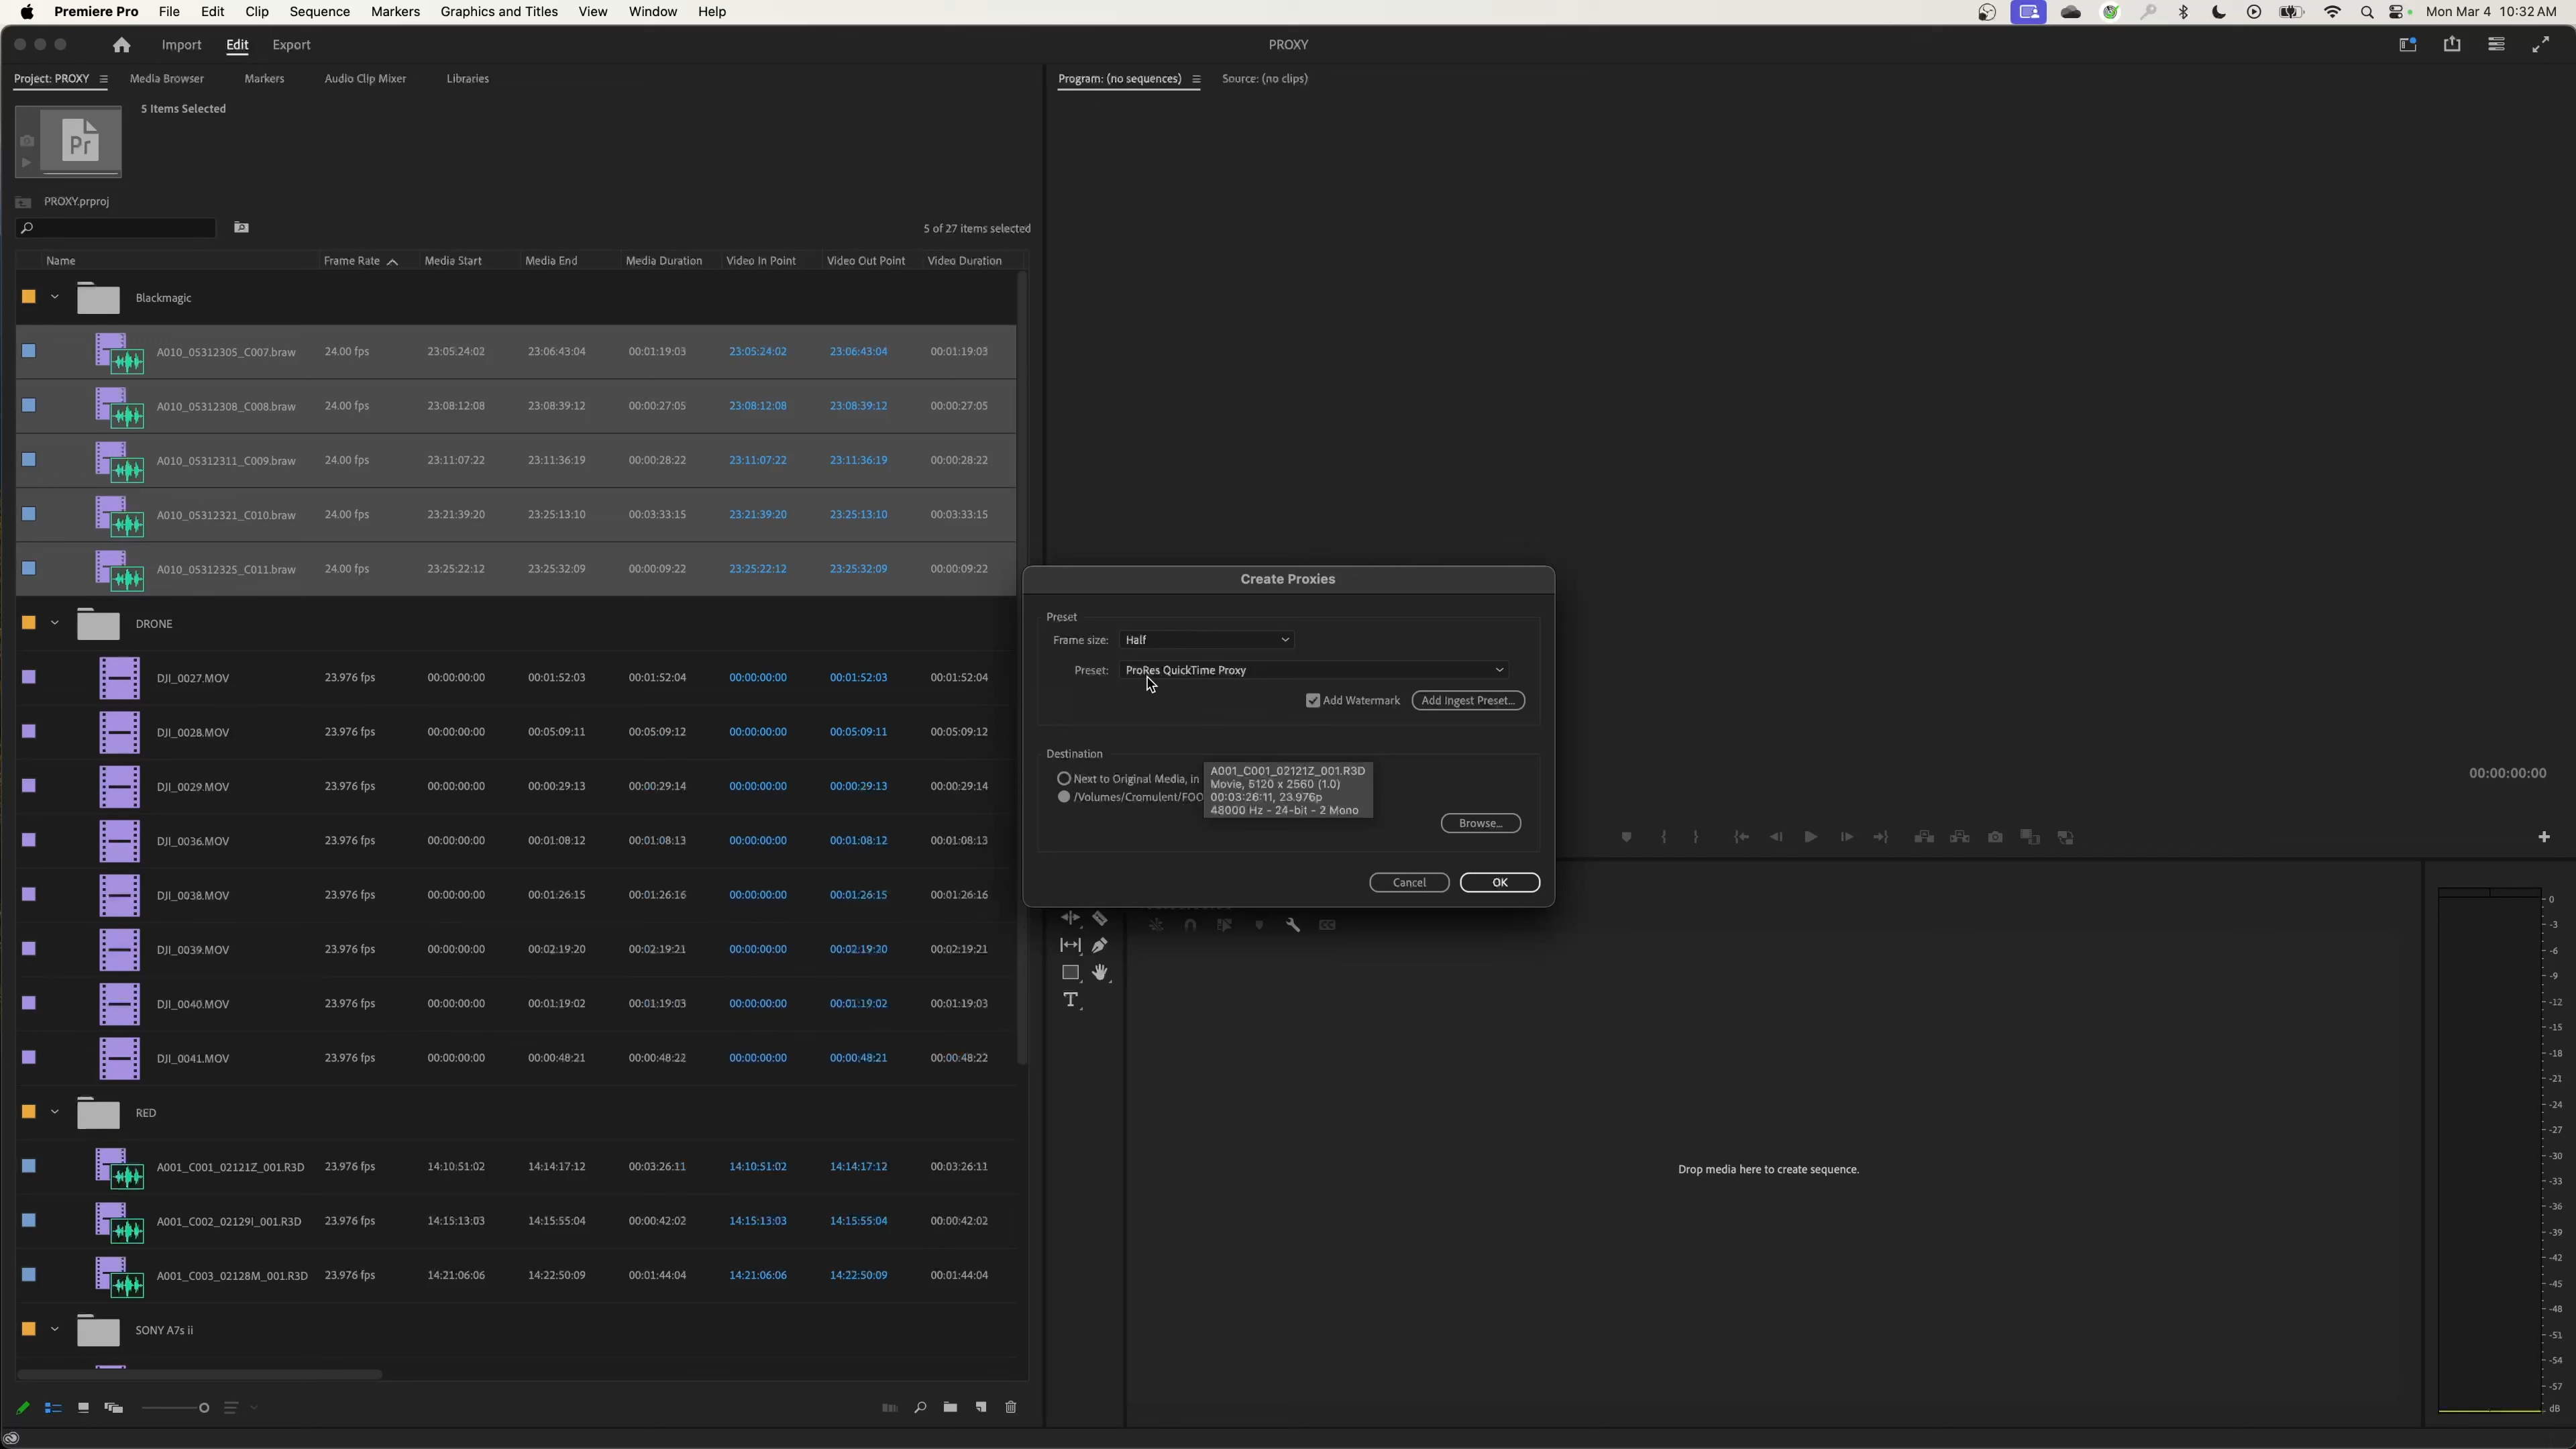 Premiere Pro File Edit Clip Sequence Markers Graphics and Titles View Window Help Mon Mar 4 10:32 AM
Import Edit Export PROXY
Project: PROXY Media Browser Markers Audio Clip Mixer Libraries
Program: (no sequences) Source: (no clips)
5 Items Selected
Pr
PROXY.prproj
5 of 27 items selected
Name Frame Rate Media Start Media End Media Duration Video In Point Video Out Point Video Duration
Blackmagic
A010_05312305_C007.braw 24.00 fps 23:05:24:02 23:06:43:04 00:01:19:03 23:05:24:02 23:06:43:04 00:01:19:03
A010_05312308_C008.braw 24.00 fps 23:08:12:08 23:08:39:12 00:00:27:05 23:08:12:08 23:08:39:12 00:00:27:05
A010_05312311_C009.braw 24.00 fps 23:11:07:22 23:11:36:19 00:00:28:22 23:11:07:22 23:11:36:19 00:00:28:22
A010_05312321_C010.braw 24.00 fps 23:21:39:20 23:25:13:10 00:03:33:15 23:21:39:20 23:25:13:10 00:03:33:15
A010_05312325_C011.braw 24.00 fps 23:25:22:12 23:25:32:09 00:00:09:22 23:25:22:12 23:25:32:09 00:00:09:22
DRONE
DJI_0027.MOV 23.976 fps 00:00:00:00 00:01:52:03 00:01:52:04 00:00:00:00 00:01:52:03 00:01:52:04
DJI_0028.MOV 23.976 fps 00:00:00:00 00:05:09:11 00:05:09:12 00:00:00:00 00:05:09:11 00:05:09:12
DJI_0029.MOV 23.976 fps 00:00:00:00 00:00:29:13 00:00:29:14 00:00:00:00 00:00:29:13 00:00:29:14
DJI_0036.MOV 23.976 fps 00:00:00:00 00:01:08:12 00:01:08:13 00:00:00:00 00:01:08:12 00:01:08:13
DJI_0038.MOV 23.976 fps 00:00:00:00 00:01:26:15 00:01:26:16 00:00:00:00 00:01:26:15 00:01:26:16
DJI_0039.MOV 23.976 fps 00:00:00:00 00:02:19:20 00:02:19:21 00:00:00:00 00:02:19:20 00:02:19:21
DJI_0040.MOV 23.976 fps 00:00:00:00 00:01:19:02 00:01:19:03 00:00:00:00 00:01:19:02 00:01:19:03
DJI_0041.MOV 23.976 fps 00:00:00:00 00:00:48:21 00:00:48:22 00:00:00:00 00:00:48:21 00:00:48:22
RED
A001_C001_02121Z_001.R3D 23.976 fps 14:10:51:02 14:14:17:12 00:03:26:11 14:10:51:02 14:14:17:12 00:03:26:11
A001_C002_02129I_001.R3D 23.976 fps 14:15:13:03 14:15:55:04 00:00:42:02 14:15:13:03 14:15:55:04 00:00:42:02
A001_C003_02128M_001.R3D 23.976 fps 14:21:06:06 14:22:50:09 00:01:44:04 14:21:06:06 14:22:50:09 00:01:44:04
SONY A7s ii
Create Proxies
Preset
Frame size: Half
Preset: ProRes QuickTime Proxy
Add Watermark Add Ingest Preset...
Destination
Next to Original Media, in
/Volumes/Cromulent/FOO
A001_C001_02121Z_001.R3D
Movie, 5120 x 2560 (1.0)
00:03:26:11, 23.976p
48000 Hz - 24-bit - 2 Mono
Browse...
Cancel OK
00:00:00:00
Drop media here to create sequence.
0
-3
-6
-9
-12
-15
-18
-21
-24
-27
-30
-33
-36
-39
-42
-45
-48
-51
-54
-57
dB